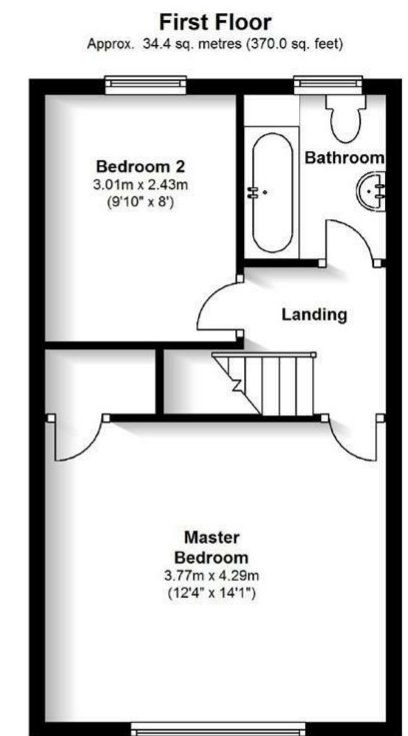 First Floor
Approx. 34.4 sq. metres (370.0 sq. feet)
Bedroom 2
3.01m x 2.43m
(9'10" x 8')
Bathroom
Landing
Master
Bedroom
3.77m x 4.29m
(12'4" x 14'1")